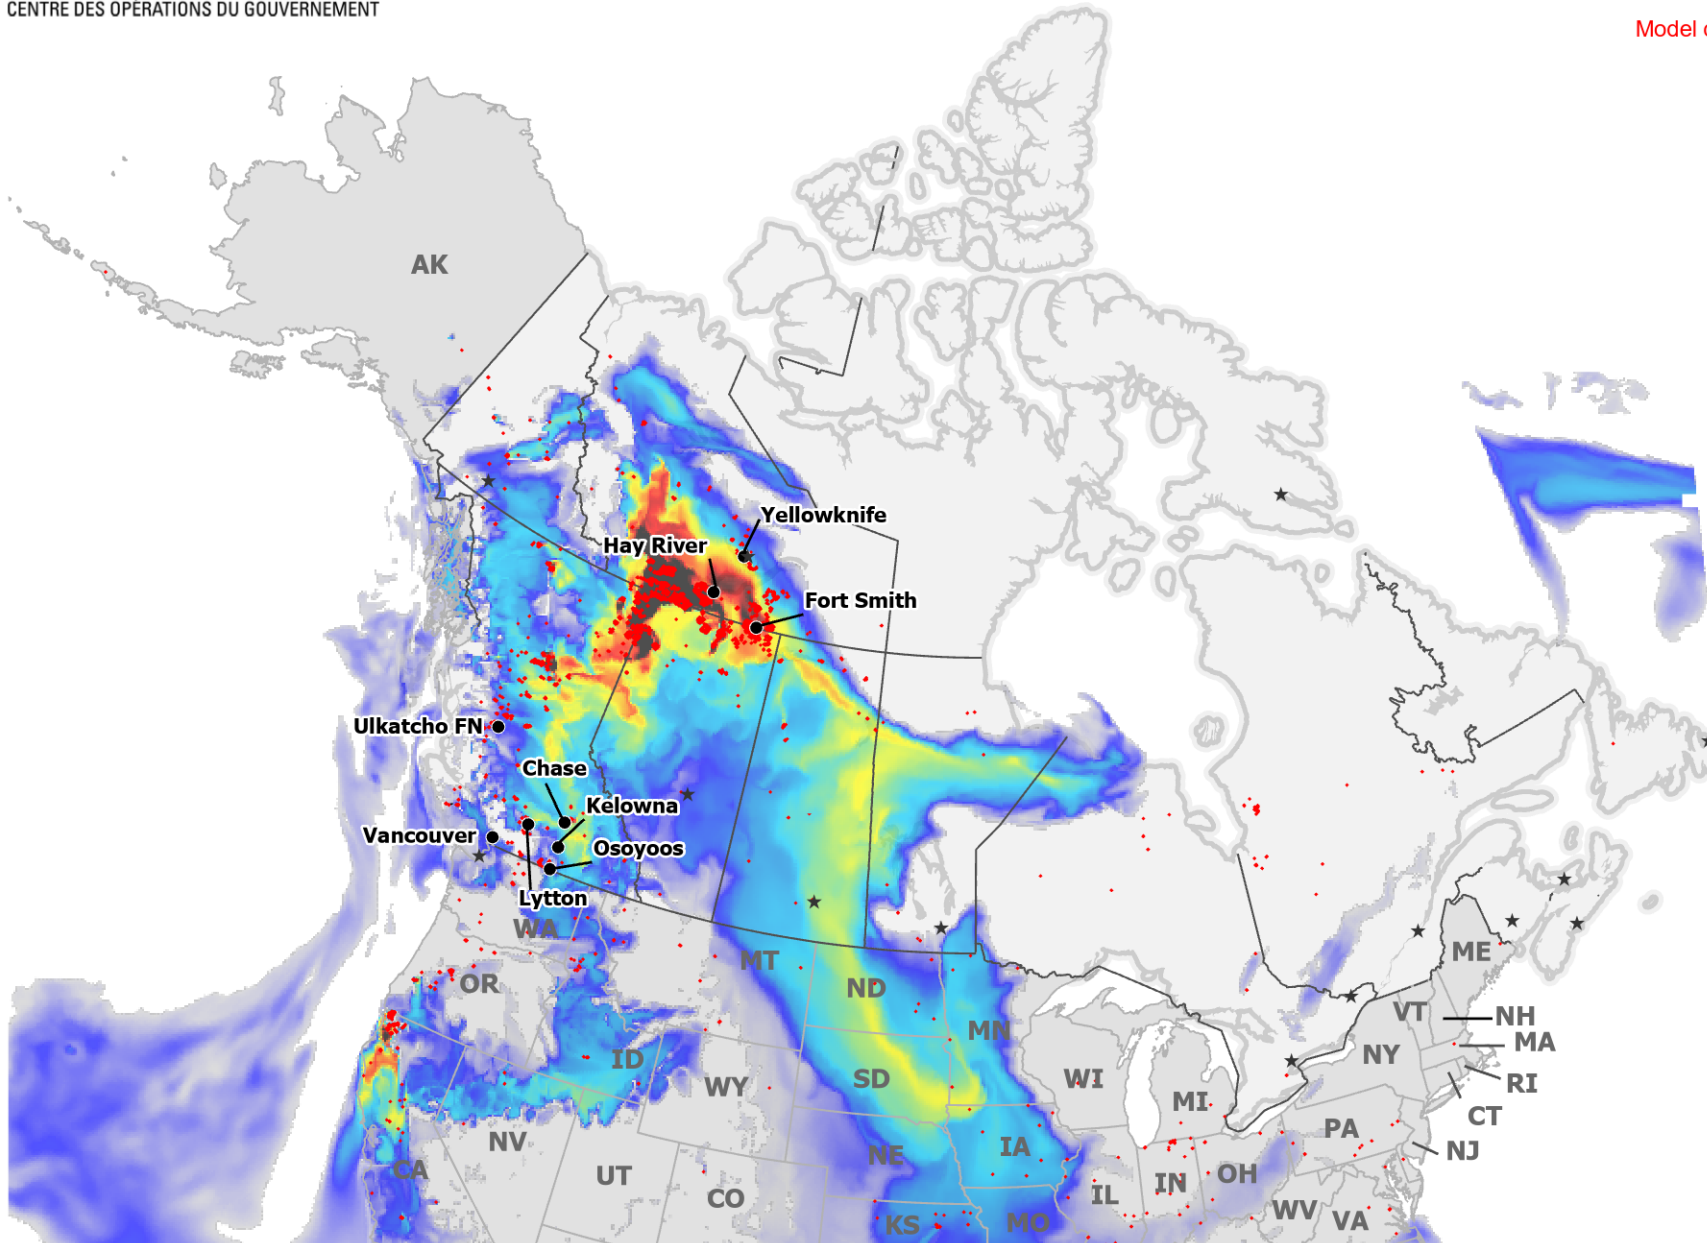 CENTRE DES OPÉRATIONS DU GOUVERNEMENT
Model
AK
Yellowknife
Hay River
Fort Smith
Ulkatcho FN
Chase
Kelowna
Vancouver
Osoyoos
Lytton
WA
OR
MT
ND
MN
ID
WY
SD
WI
MI
NV
UT
CO
NE
IA
CA
KS
MO
IL
IN
OH
WV
VA
PA
NY
VT
ME
NH
MA
RI
CT
NJ